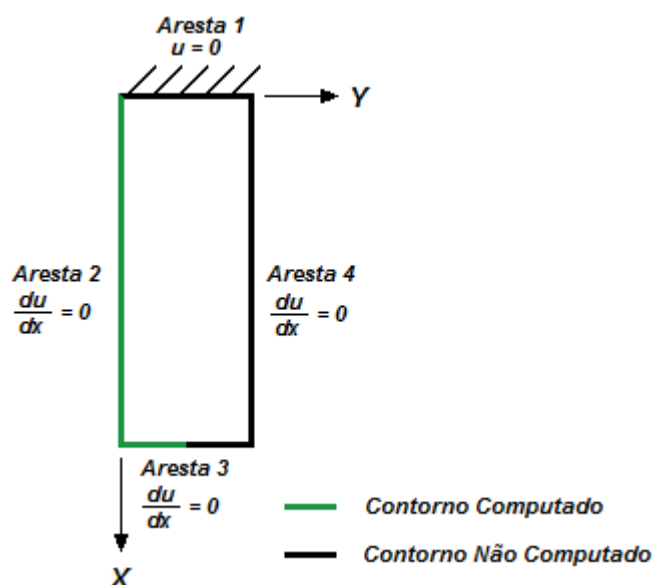 Aresta 1
u = 0
Y
Aresta 2
du/dx = 0
Aresta 4
du/dx = 0
Aresta 3
du/dx = 0
X
Contorno Computado
Contorno Não Computado